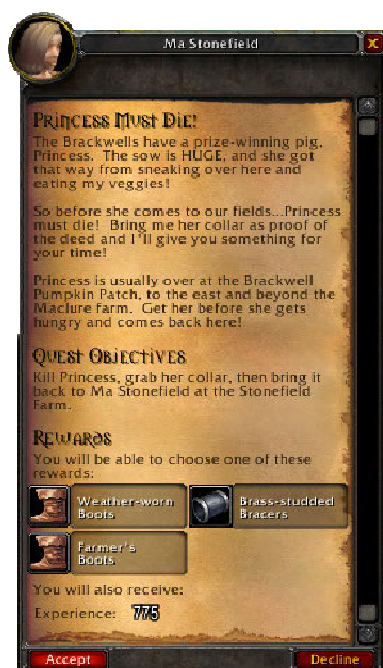 Ma Stonefield
X
Princess Must Die!
The Brackwells have a prize-winning pig,
Princess. The sow is HUGE, and she got
that way from sneaking over here and
eating my veggies!
So before she comes to our fields...Princess
must die! Bring me her collar as proof of
the deed and I'll give you something for
your time!
Princess is usually over at the Brackwell
Pumpkin Patch, to the east and beyond the
Maclure farm. Get her before she gets
hungry and comes back here!
Quest Objectives
Kill Princess, grab her collar, then bring it
back to Ma Stonefield at the Stonefield
Farm.
Rewards
You will be able to choose one of these
rewards:
Weather-worn
Boots
Brass-studded
Bracers
Farmer's
Boots
You will also receive:
Experience: 775
Accept
Decline